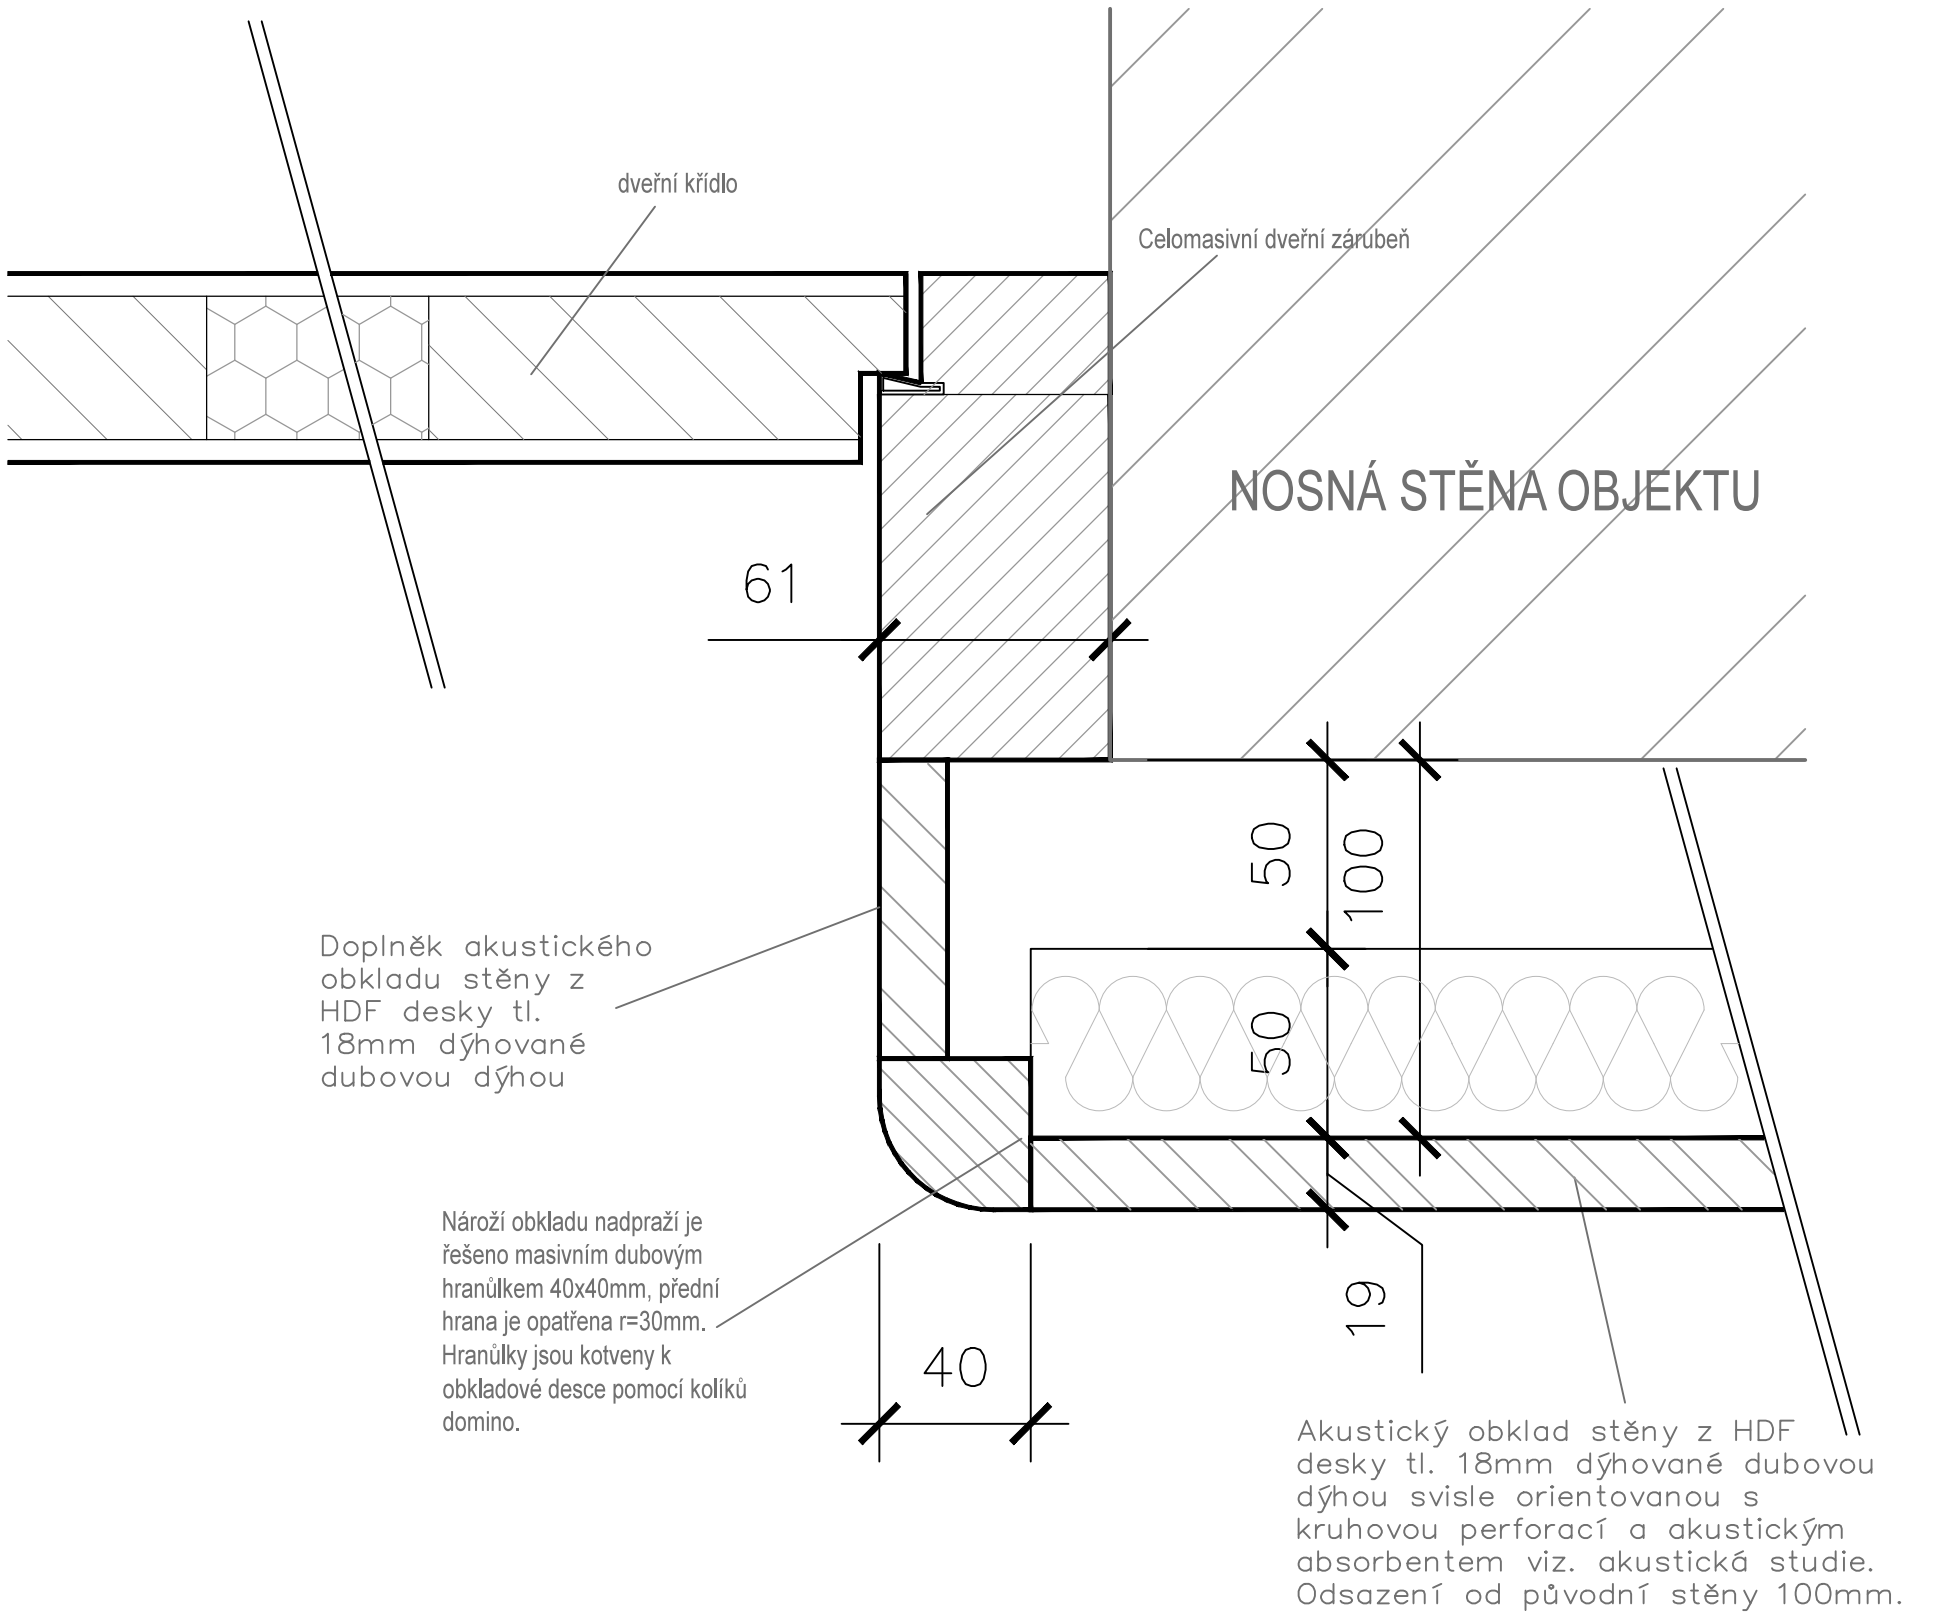 dveřní křídlo
Celomasivní dveřní zárubeň
NOSNÁ STĚNA OBJEKTU
61
50
100
50
Doplněk akustického
obkladu stěny z
HDF desky tl.
18mm dýhované
dubovou dýhou
Nároží obkladu nadpraží je
řešeno masivním dubovým
hranůlkem 40x40mm, přední
hrana je opatřena r=30mm.
Hranůlky jsou kotveny k
obkladové desce pomocí kolíků
domino.
19
40
Akustický obklad stěny z HDF
desky tl. 18mm dýhované dubovou
dýhou svisle orientovanou s
kruhovou perforací a akustickým
absorbentem viz. akustická studie.
Odsazení od původní stěny 100mm.